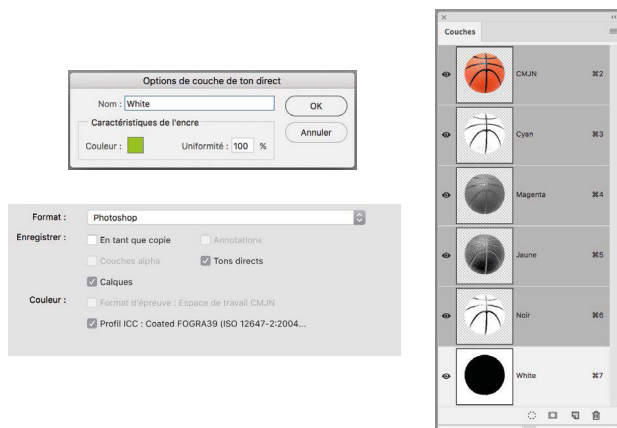 Options de couche de ton direct
Nom : White
OK
Caractéristiques de l'encre
Couleur :
Uniformité : 100 %
Annuler
Format : Photoshop
Enregistrer : En tant que copie
Annotations
Couches alpha
Tons directs
Calques
Couleur : Format d'épreuve : Espace de travail CMJN
Profil ICC : Coated FOGRA39 (ISO 12647-2:2004...
Couches
CMJN ⌘2
Cyan ⌘3
Magenta ⌘4
Jaune ⌘5
Noir ⌘6
White ⌘7